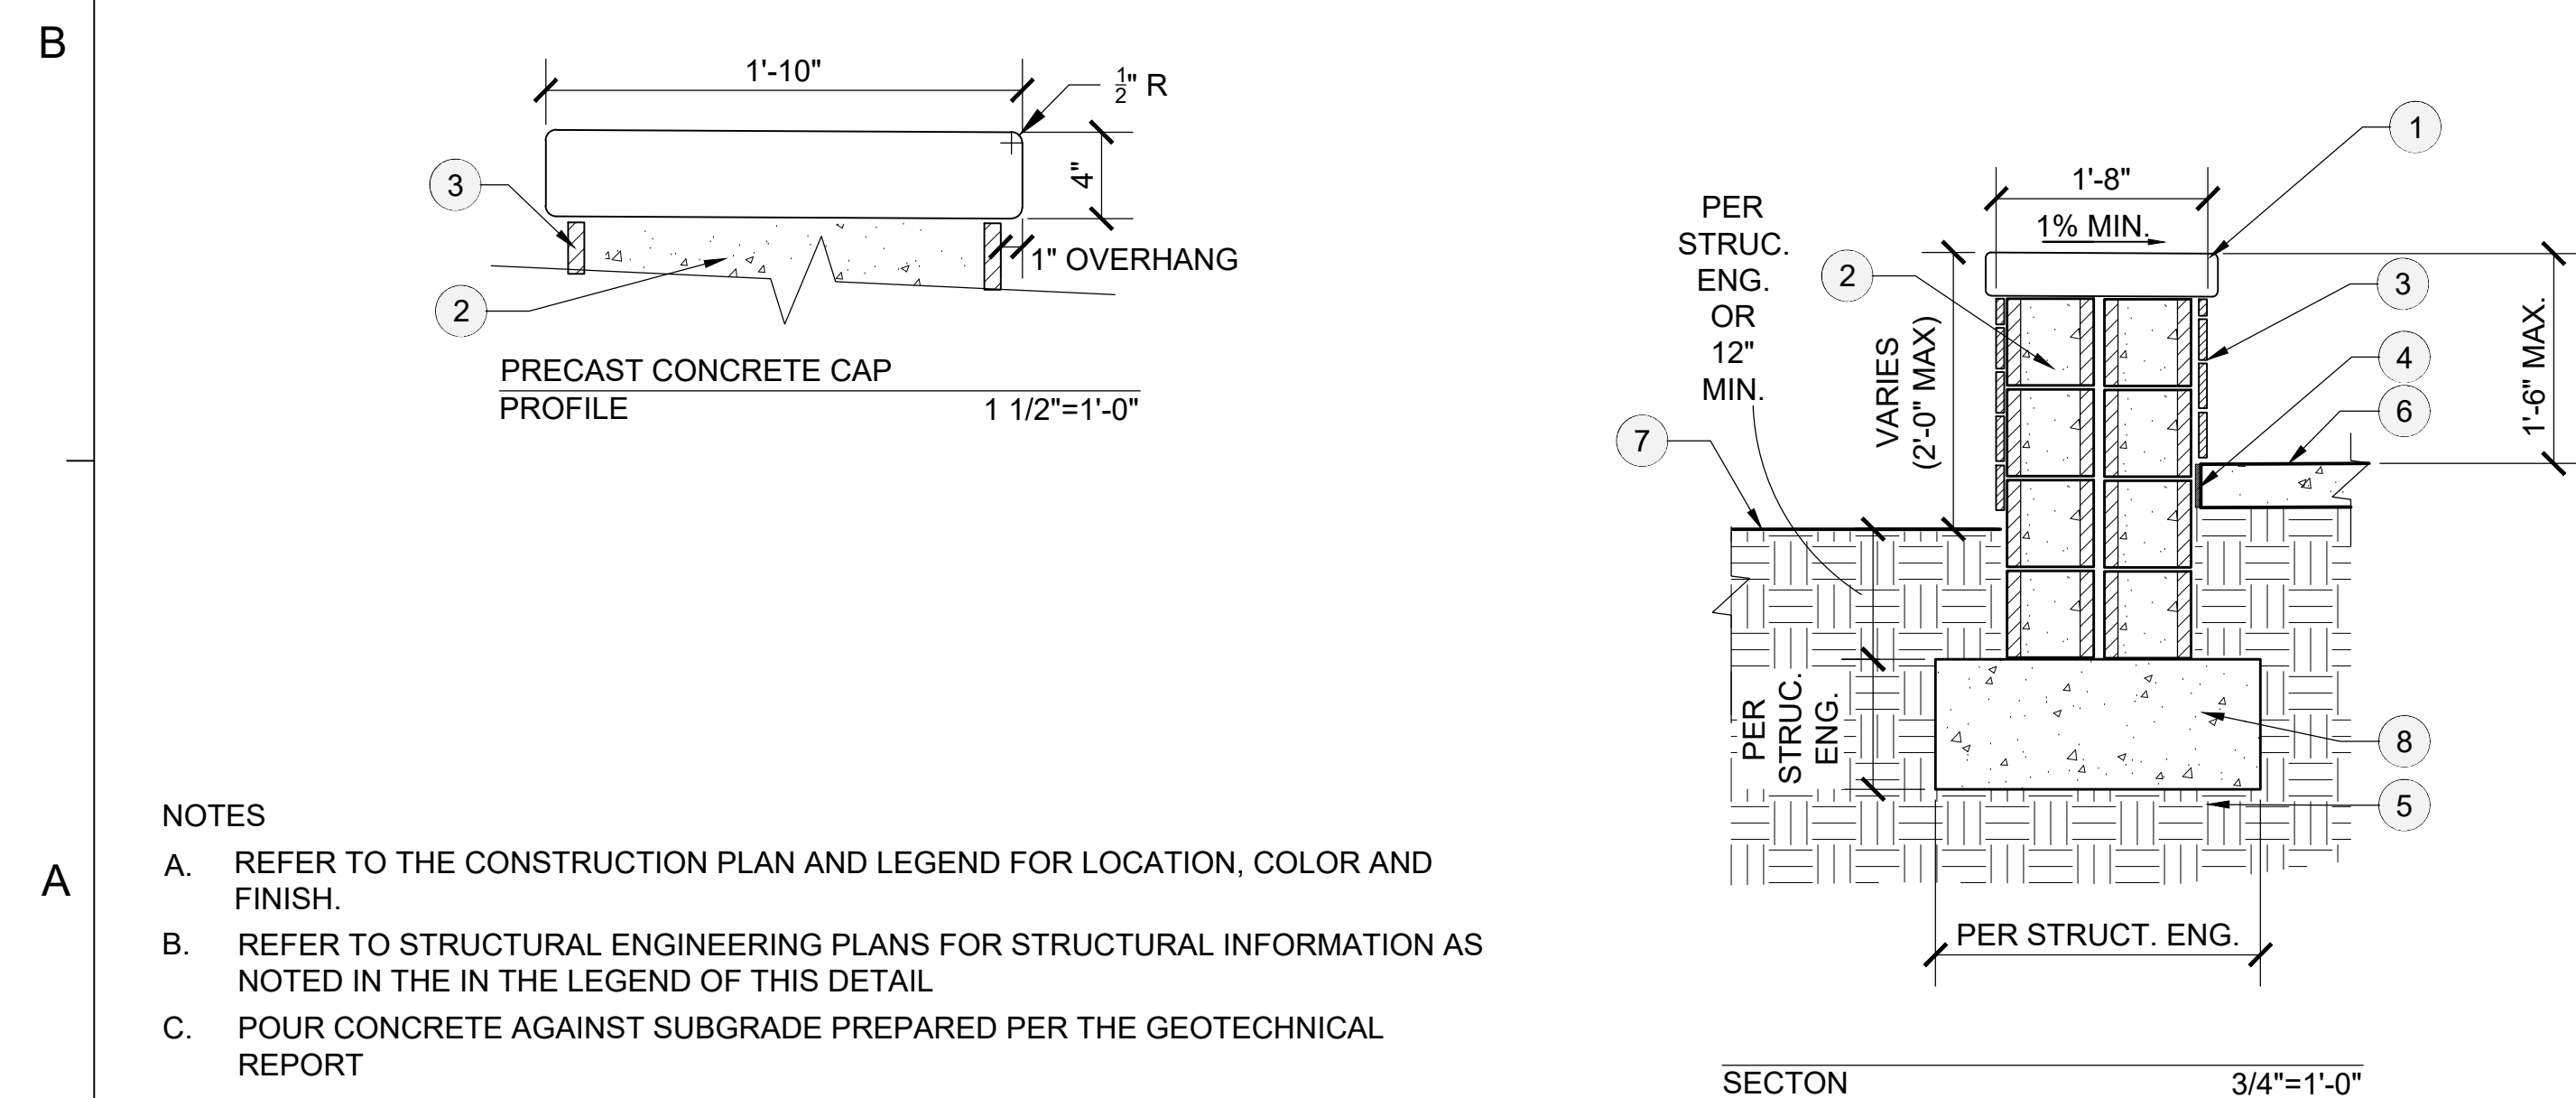 B
1'-10"
1/2" R
3
4"
1" OVERHANG
2
PRECAST CONCRETE CAP
PROFILE 1 1/2"=1'-0"
A
NOTES
A. REFER TO THE CONSTRUCTION PLAN AND LEGEND FOR LOCATION, COLOR AND
FINISH.
B. REFER TO STRUCTURAL ENGINEERING PLANS FOR STRUCTURAL INFORMATION AS
NOTED IN THE IN THE LEGEND OF THIS DETAIL
C. POUR CONCRETE AGAINST SUBGRADE PREPARED PER THE GEOTECHNICAL
REPORT
1
1'-8"
1% MIN.
PER
STRUC.
ENG.
OR
12"
MIN.
2
3
4
6
7
VARIES
(2'-0" MAX)
1'-6" MAX.
PER
STRUC.
ENG.
8
5
PER STRUCT. ENG.
SECTON 3/4"=1'-0"